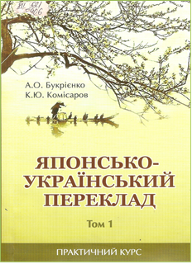 А.О. Букрієнко
К.Ю. Комісаров
ЯПОНСЬКО-
УКРАЇНСЬКИЙ
ПЕРЕКЛАД
Том 1
ПРАКТИЧНИЙ КУРС